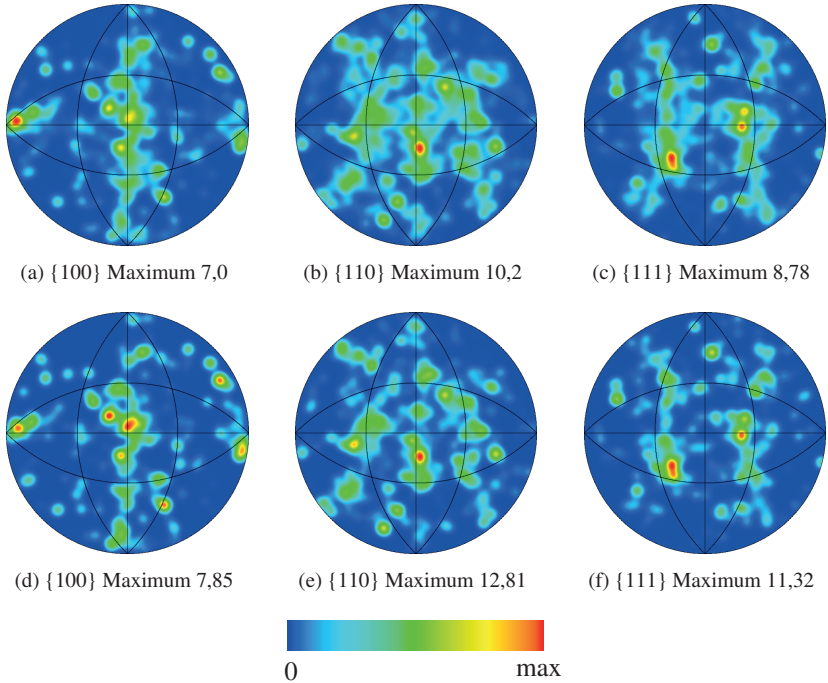 (a) {100} Maximum 7,0
(b) {110} Maximum 10,2
(c) {111} Maximum 8,78
(d) {100} Maximum 7,85
(e) {110} Maximum 12,81
(f) {111} Maximum 11,32
0
max